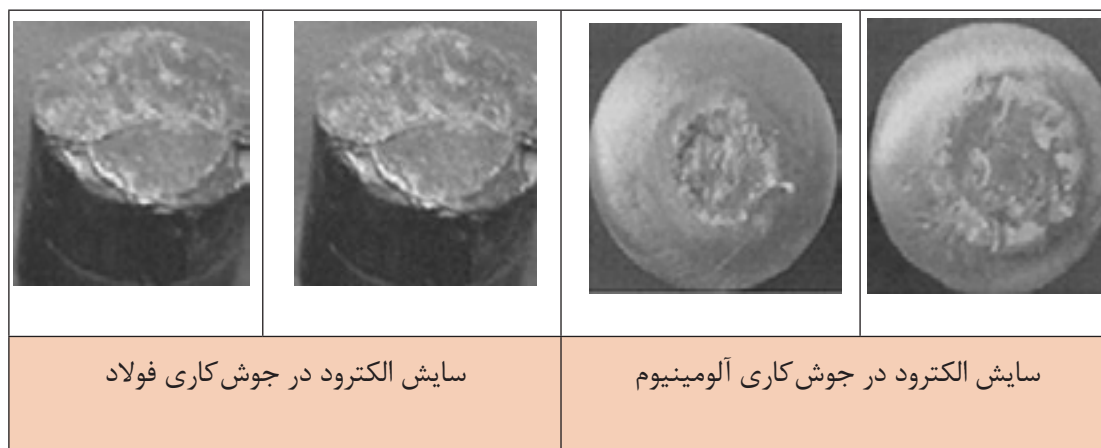 سایش الکترود در جوش‌کاری آلومینیوم
سایش الکترود در جوش‌کاری فولاد